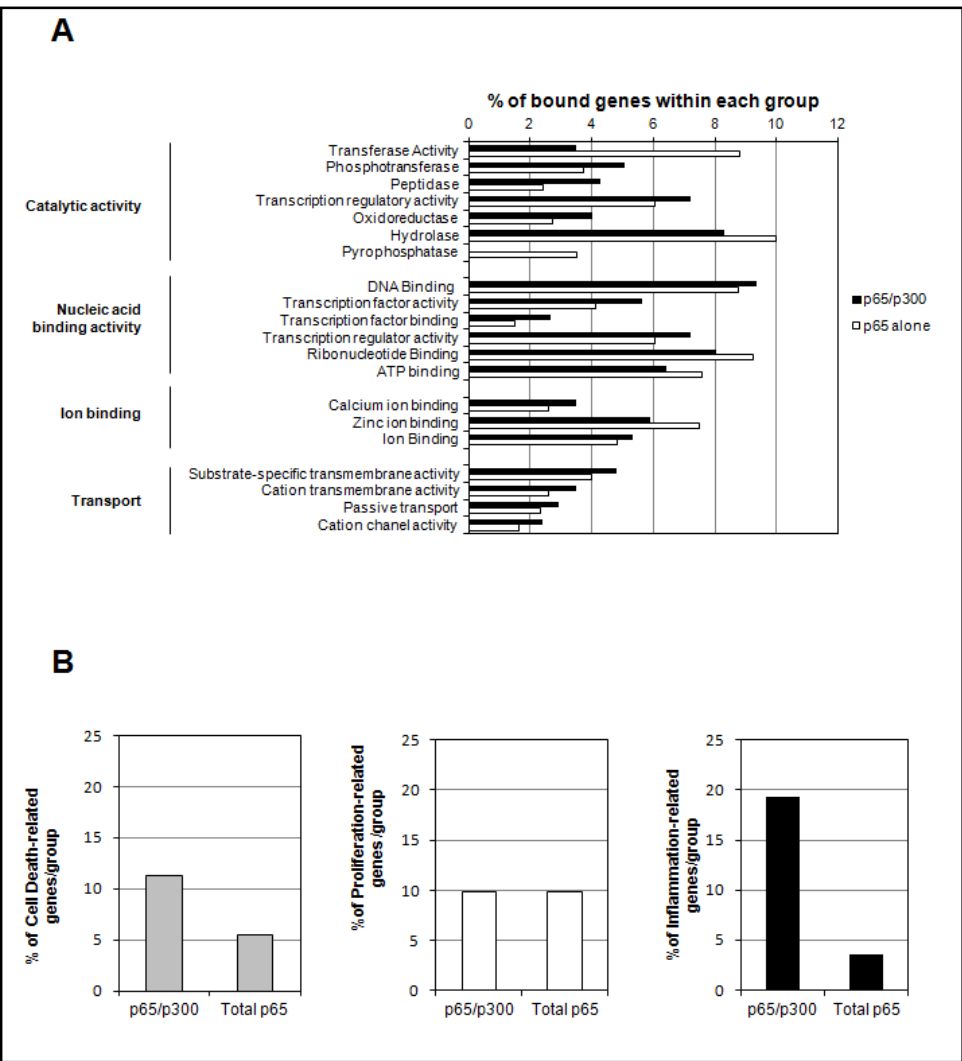 A
% of bound genes within each group
0 2 4 6 8 10 12
Transferase Activity
Phosphotransferase
Peptidase
Catalytic activity
Transcription regulatory activity
Oxidoreductase
Hydrolase
Pyrophosphatase
DNA Binding
Nucleic acid
binding activity
Transcription factor activity
Transcription factor binding
Transcription regulator activity
Ribonucleotide Binding
ATP binding
p65/p300
p65 alone
Ion binding
Calcium ion binding
Zinc ion binding
Ion Binding
Transport
Substrate-specific transmembrane activity
Cation transmembrane activity
Passive transport
Cation chanel activity
B
% of Cell Death-related
genes/group
25
20
15
10
5
0
p65/p300 Total p65
% of Proliferation-related
genes /group
25
20
15
10
5
0
p65/p300 Total p65
% of Inflammation-related
genes/group
25
20
15
10
5
0
p65/p300 Total p65